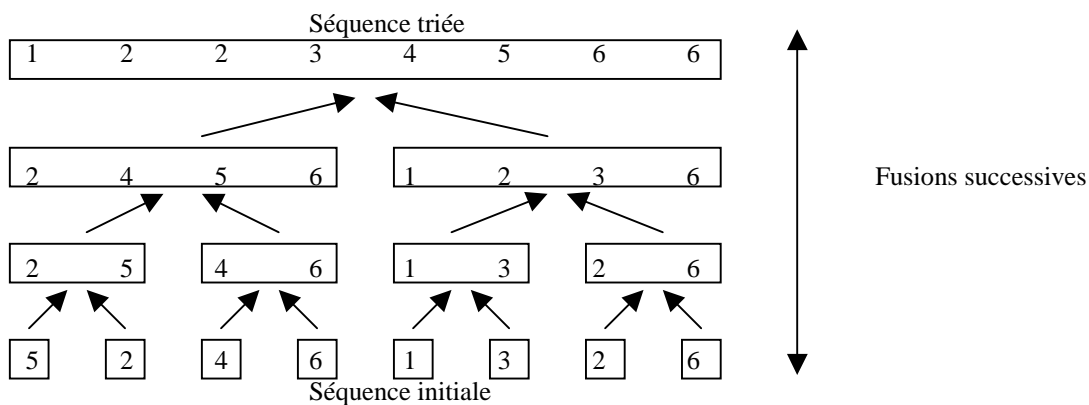 Séquence triée
1 2 2 3 4 5 6 6
2 4 5 6 1 2 3 6
Fusions successives
2 5 4 6 1 3 2 6
5 2 4 6 1 3 2 6
Séquence initiale